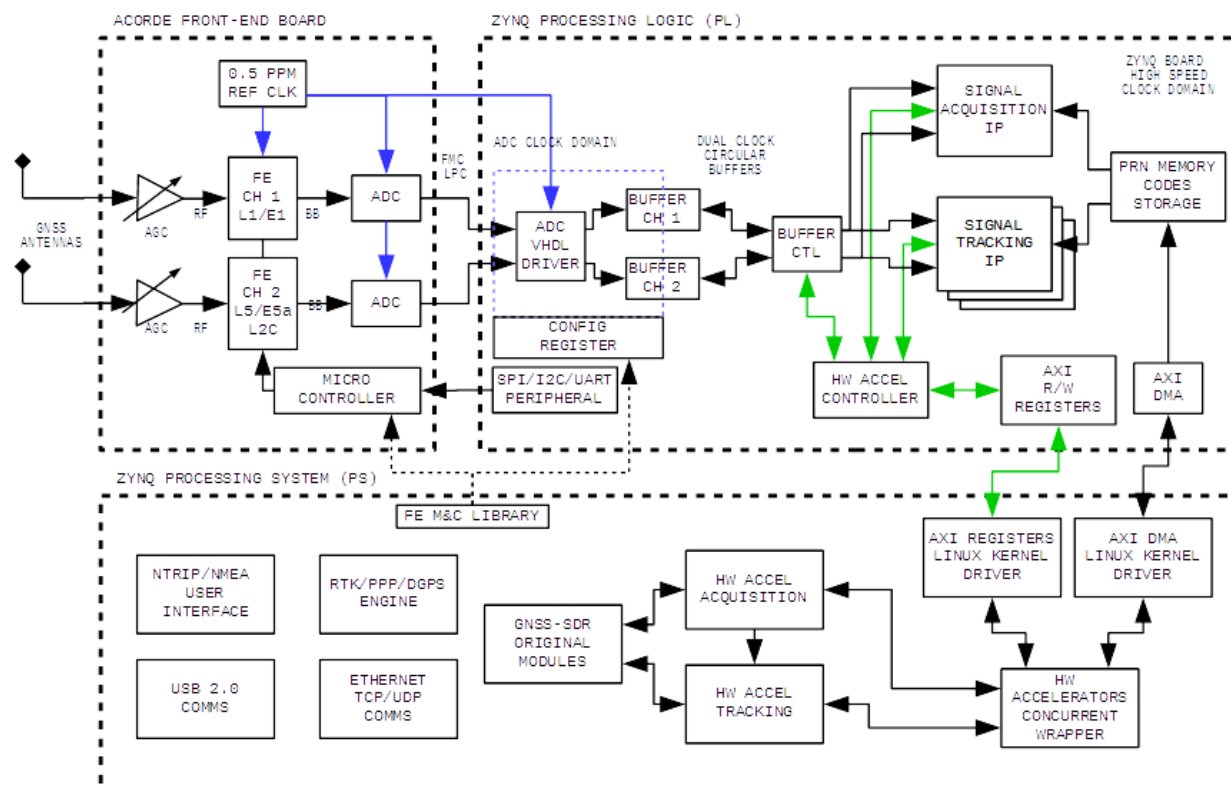 ACORDE FRONT-END BOARD
ZYNQ PROCESSING LOGIC (PL)
0.5 PPM
REF CLK
ZYNQ BOARD
HIGH SPEED
CLOCK DOMAIN
SIGNAL
ACQUISITION
IP
ADC CLOCK DOMAIN
DUAL CLOCK
CIRCULAR
BUFFERS
FMC
LPC
GNSS
ANTENNAS
AGC
RF
FE
CH 1
L1/E1
BB
ADC
ADC
VHDL
DRIVER
BUFFER
CH 1
BUFFER
CH 2
BUFFER
CTL
SIGNAL
TRACKING
IP
PRN MEMORY
CODES
STORAGE
AGC
RF
FE
CH 2
L5/E5a
L2C
BB
ADC
CONFIG
REGISTER
MICRO
CONTROLLER
SPI/I2C/UART
PERIPHERAL
HW ACCEL
CONTROLLER
AXI
R/W
REGISTERS
AXI
DMA
ZYNQ PROCESSING SYSTEM (PS)
FE M&C LIBRARY
NTRIP/NMEA
USER
INTERFACE
RTK/PPP/DGPS
ENGINE
GNSS-SDR
ORIGINAL
MODULES
HW ACCEL
ACQUISITION
AXI REGISTERS
LINUX KERNEL
DRIVER
AXI DMA
LINUX KERNEL
DRIVER
USB 2.0
COMMS
ETHERNET
TCP/UDP
COMMS
HW ACCEL
TRACKING
HW
ACCELERATORS
CONCURRENT
WRAPPER